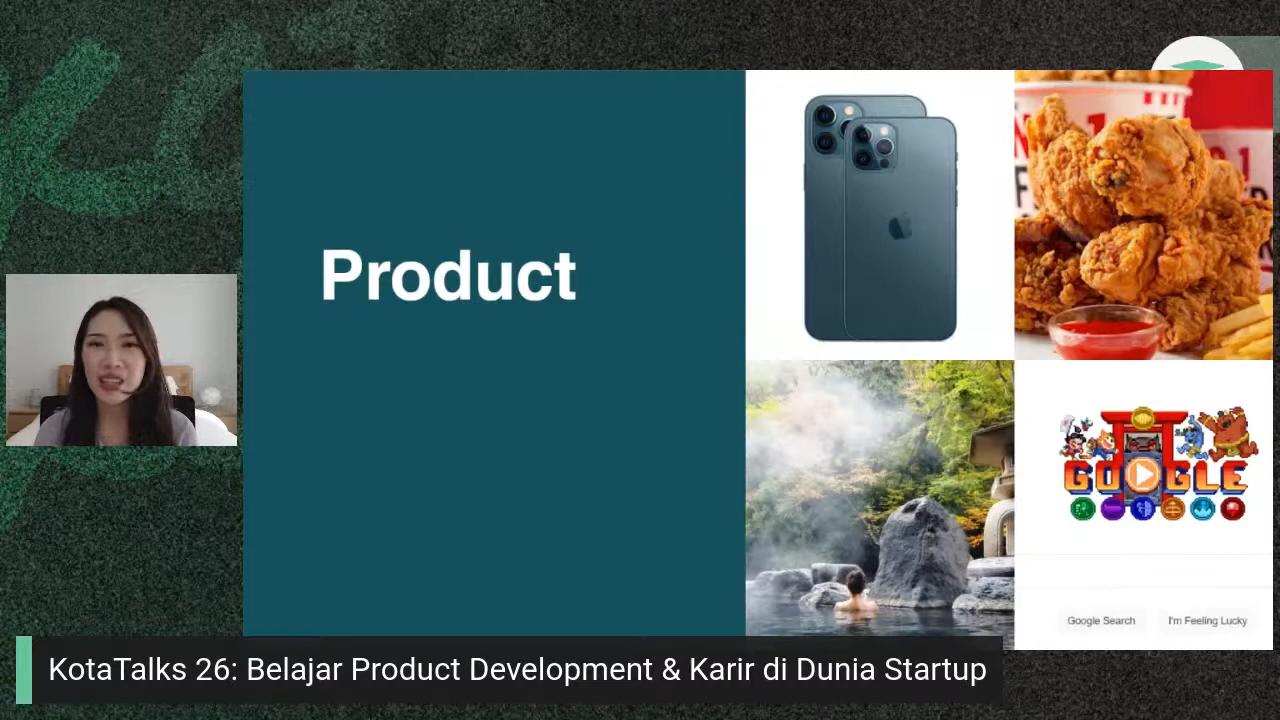 Product
GOOGLE
Google Search
I'm Feeling Lucky
KotaTalks 26: Belajar Product Development & Karir di Dunia Startup